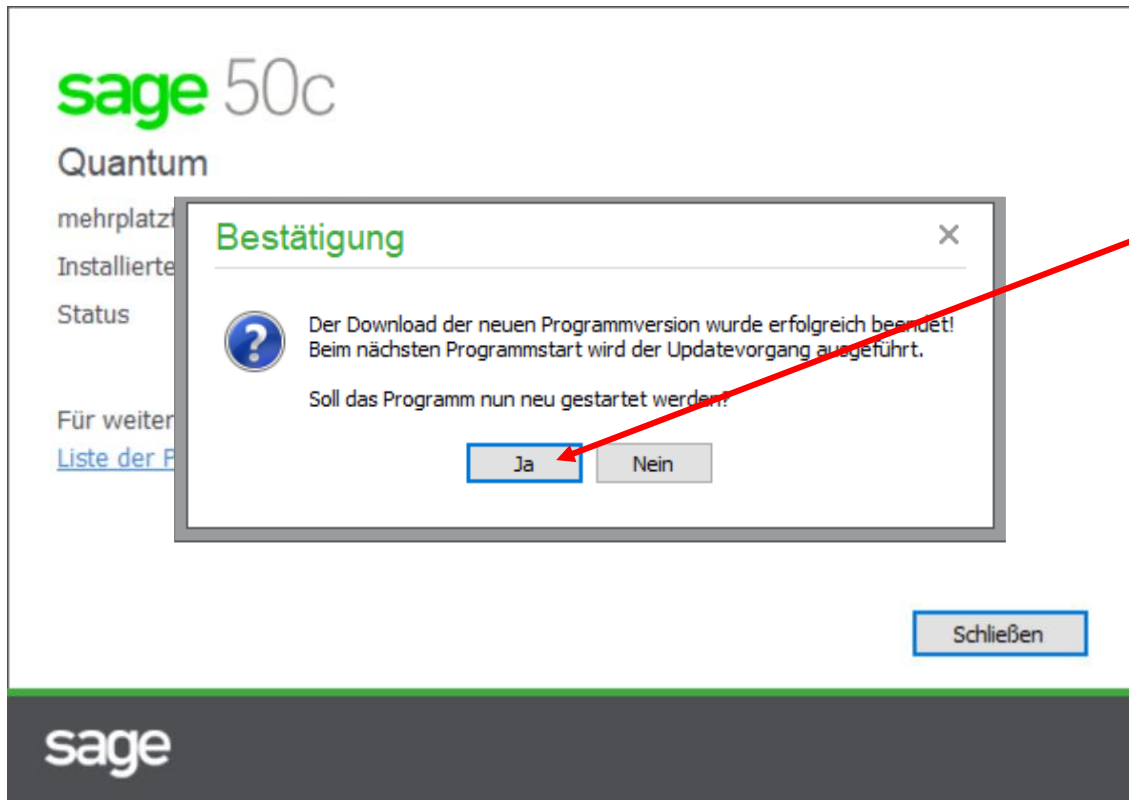 sage 50c
Quantum
mehrplatzf
Installierte
Status
Für weiter
Liste der P
Bestätigung
Der Download der neuen Programmversion wurde erfolgreich beendet!
Beim nächsten Programmstart wird der Updatevorgang ausgeführt.
Soll das Programm nun neu gestartet werden?
Ja
Nein
Schließen
sage